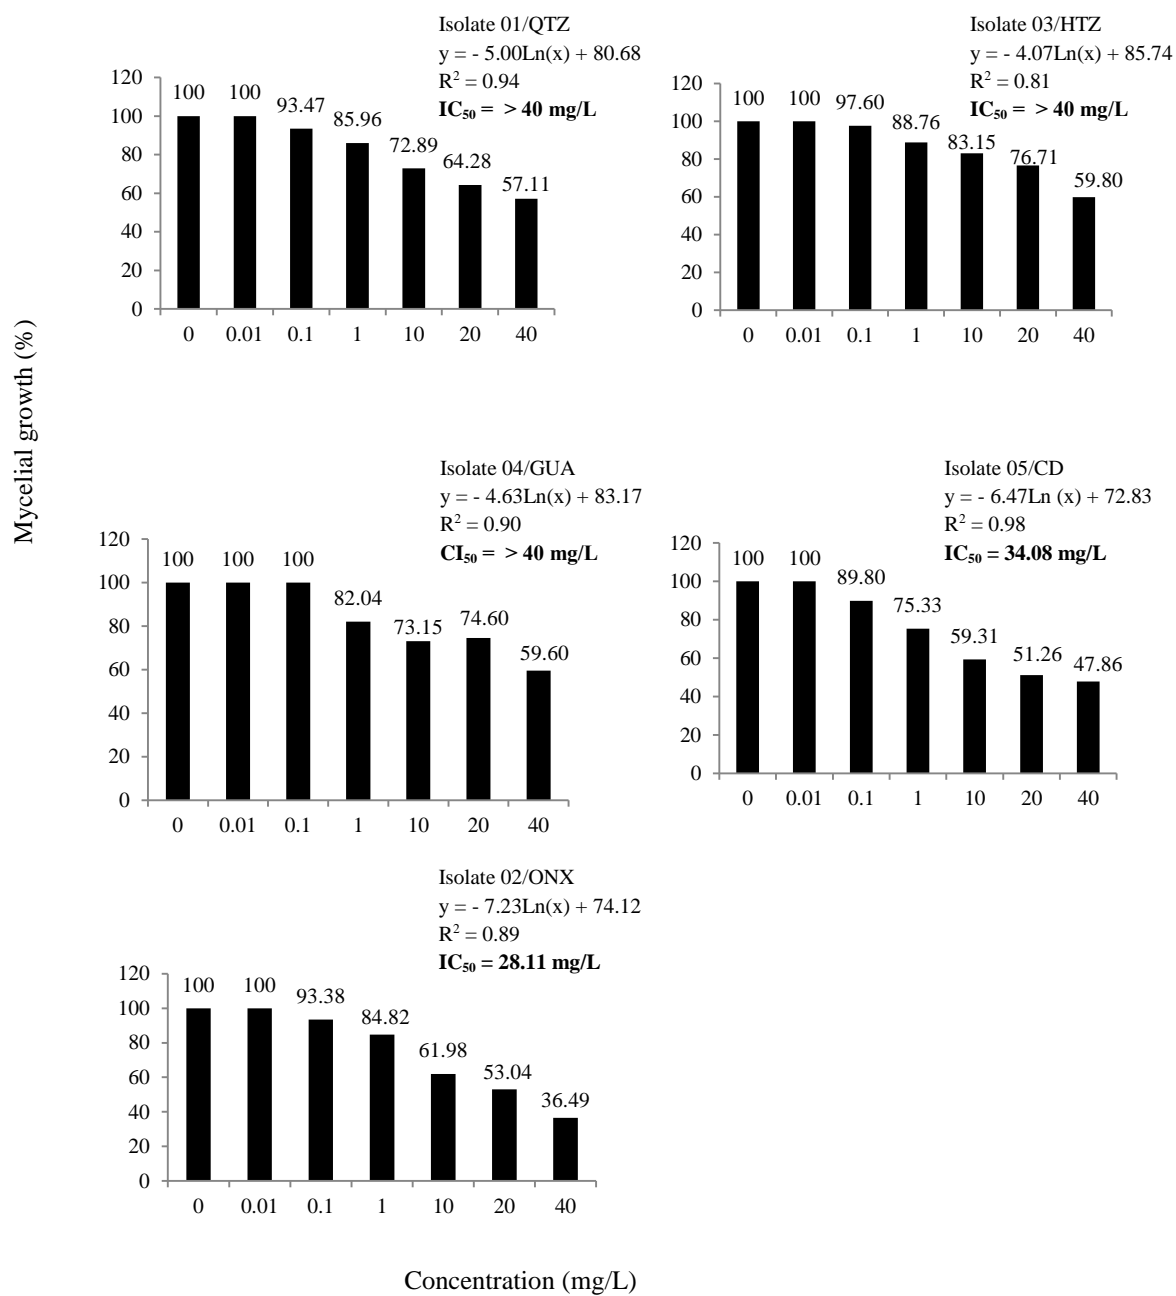 Isolate 01/QTZ
y = - 5.00Ln(x) + 80.68
R² = 0.94
IC₅₀ = > 40 mg/L
120
100
80
60
40
20
0
100 100 93.47 85.96 72.89 64.28 57.11
0 0.01 0.1 1 10 20 40
Isolate 03/HTZ
y = - 4.07Ln(x) + 85.74
R² = 0.81
IC₅₀ = > 40 mg/L
120
100
80
60
40
20
0
100 100 97.60 88.76 83.15 76.71 59.80
0 0.01 0.1 1 10 20 40
Mycelial growth (%)
Isolate 04/GUA
y = - 4.63Ln(x) + 83.17
R² = 0.90
CI₅₀ = > 40 mg/L
120
100
80
60
40
20
0
100 100 100 82.04 73.15 74.60 59.60
0 0.01 0.1 1 10 20 40
Isolate 05/CD
y = - 6.47Ln (x) + 72.83
R² = 0.98
IC₅₀ = 34.08 mg/L
120
100
80
60
40
20
0
100 100 89.80 75.33 59.31 51.26 47.86
0 0.01 0.1 1 10 20 40
Isolate 02/ONX
y = - 7.23Ln(x) + 74.12
R² = 0.89
IC₅₀ = 28.11 mg/L
120
100
80
60
40
20
0
100 100 93.38 84.82 61.98 53.04 36.49
0 0.01 0.1 1 10 20 40
Concentration (mg/L)